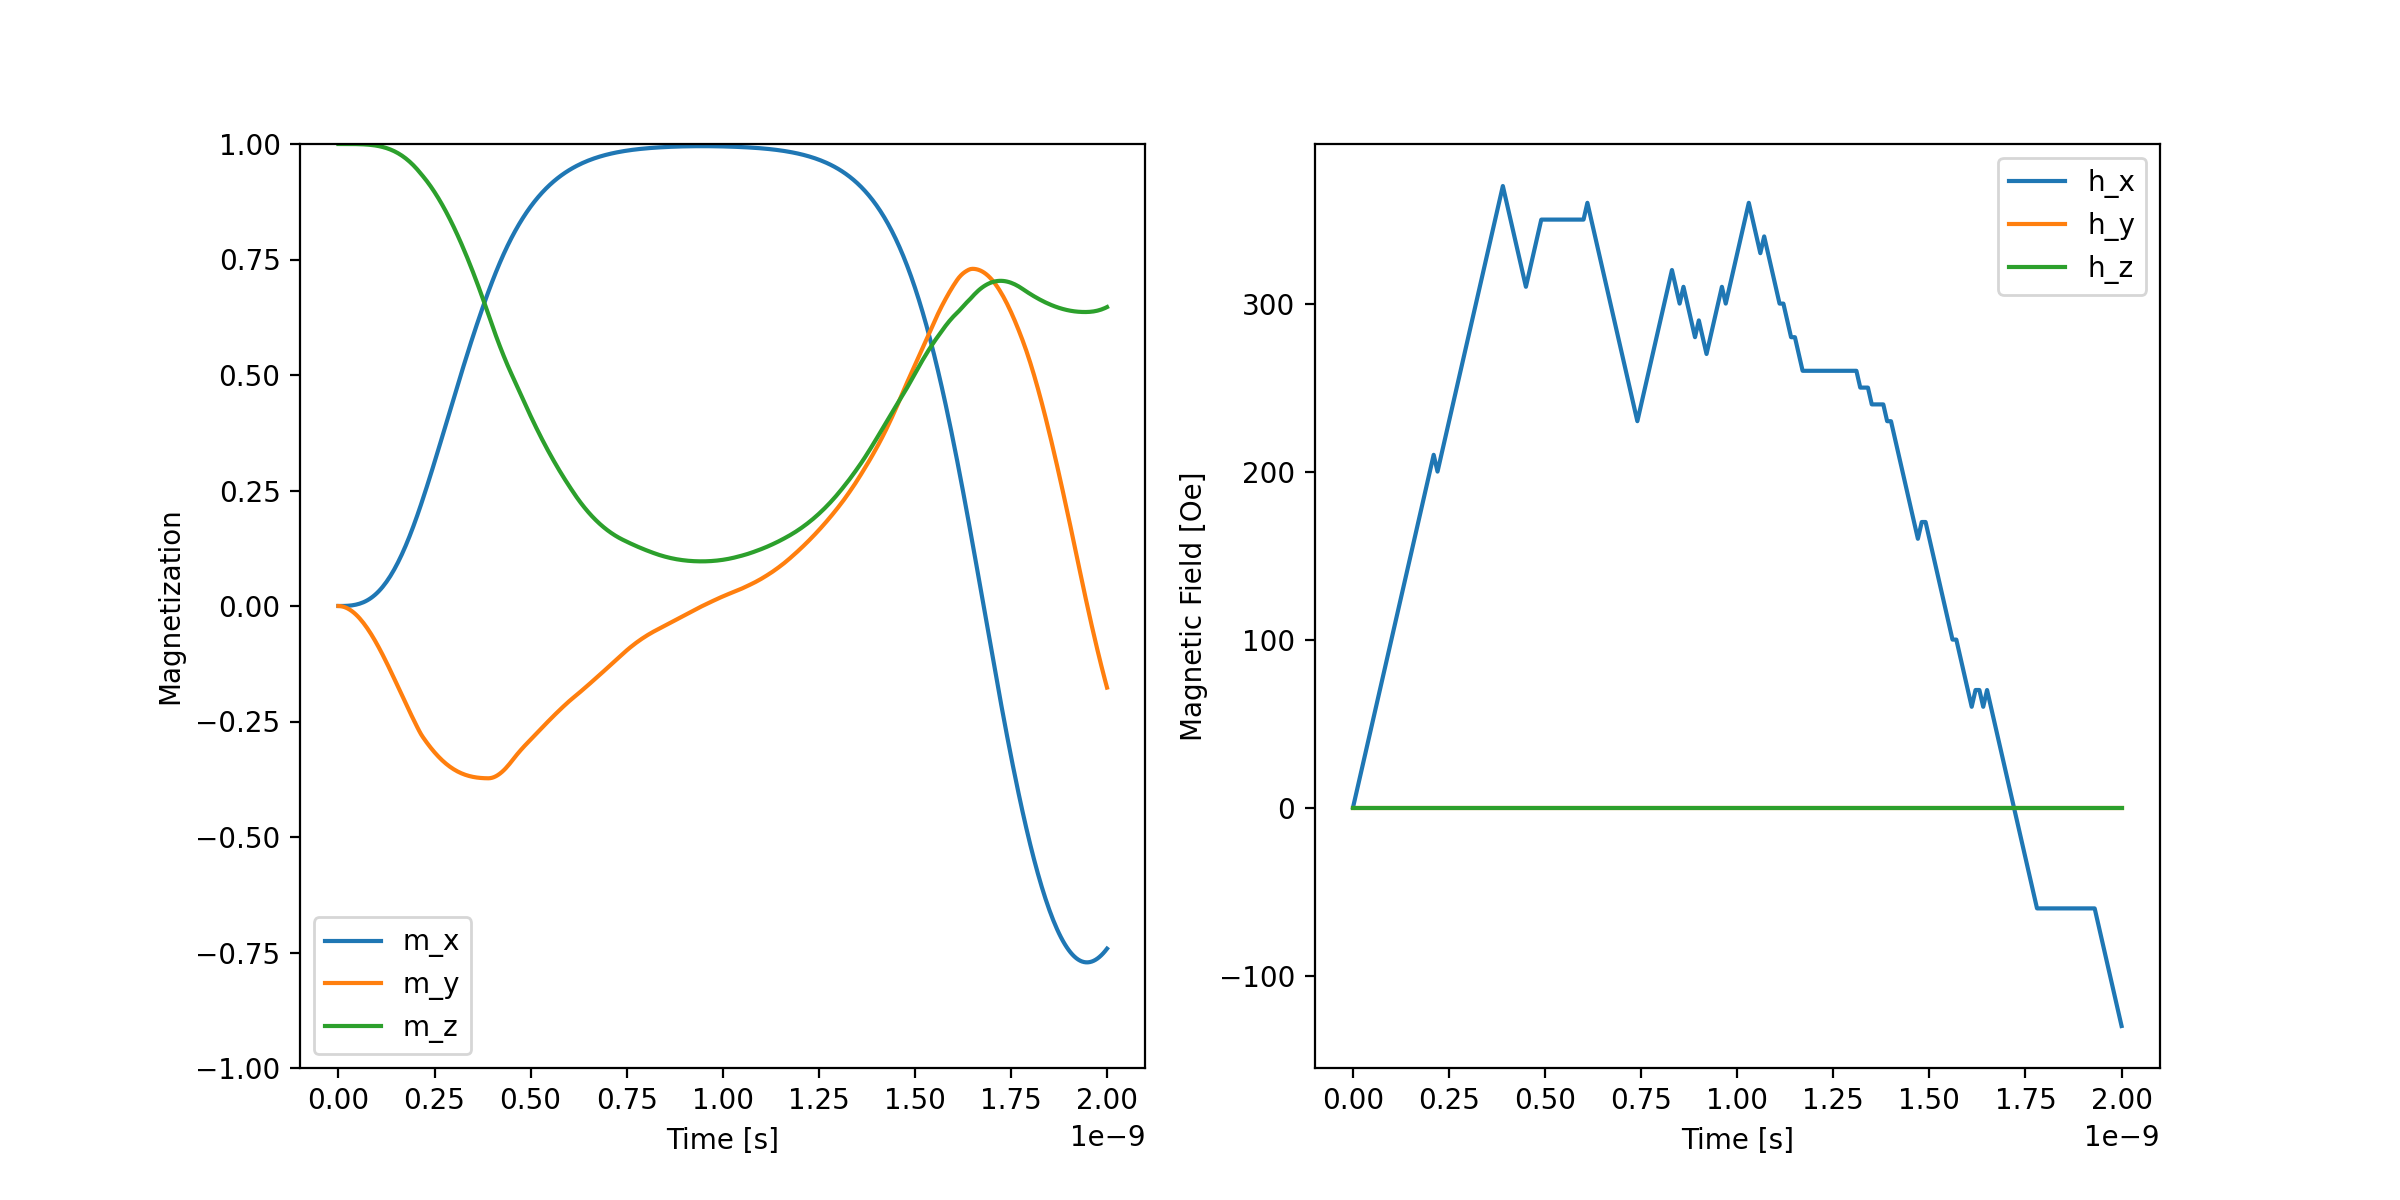 1.00
0.75
0.50
0.25
0.00
−0.25
−0.50
−0.75
−1.00
Magnetization
m_x
m_y
m_z
0.00 0.25 0.50 0.75 1.00 1.25 1.50 1.75 2.00
Time [s]
1e−9
300
200
100
0
−100
Magnetic Field [Oe]
h_x
h_y
h_z
0.00 0.25 0.50 0.75 1.00 1.25 1.50 1.75 2.00
Time [s]
1e−9